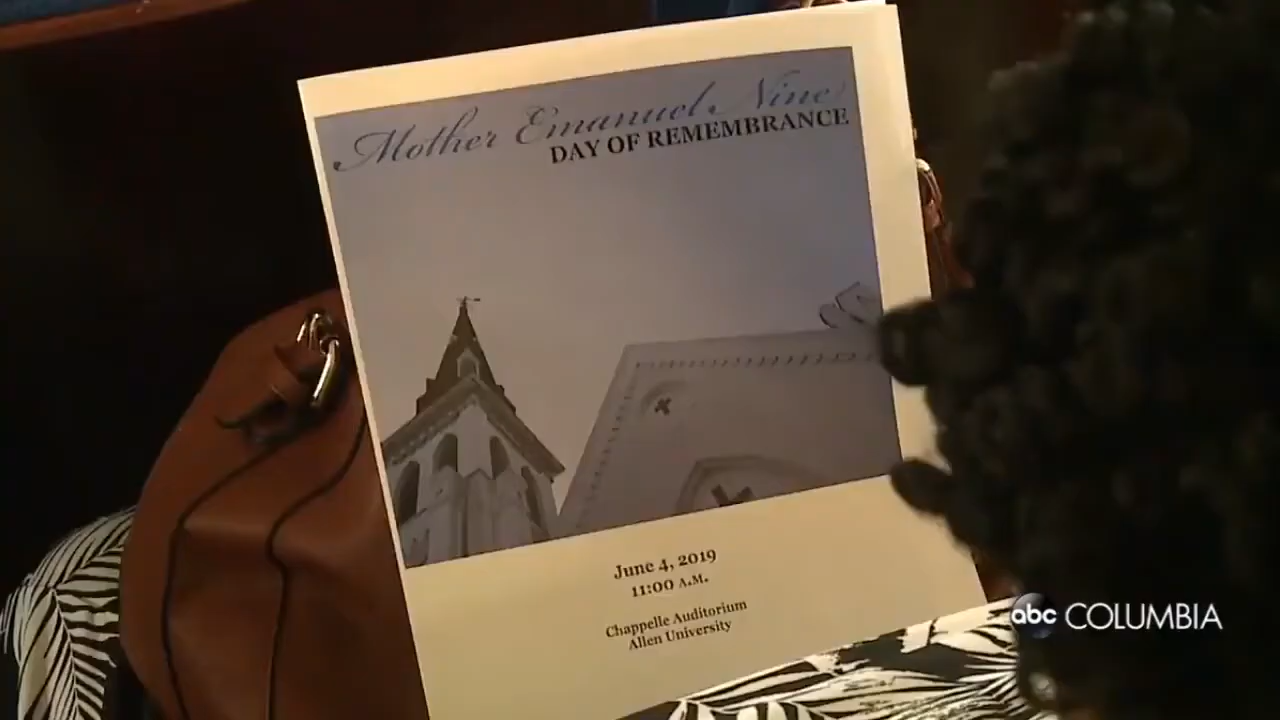 Mother Emanuel Nine
DAY OF REMEMBRANCE
June 4, 2019
11:00 A.M.
Chappelle Auditorium
Allen University
abc COLUMBIA